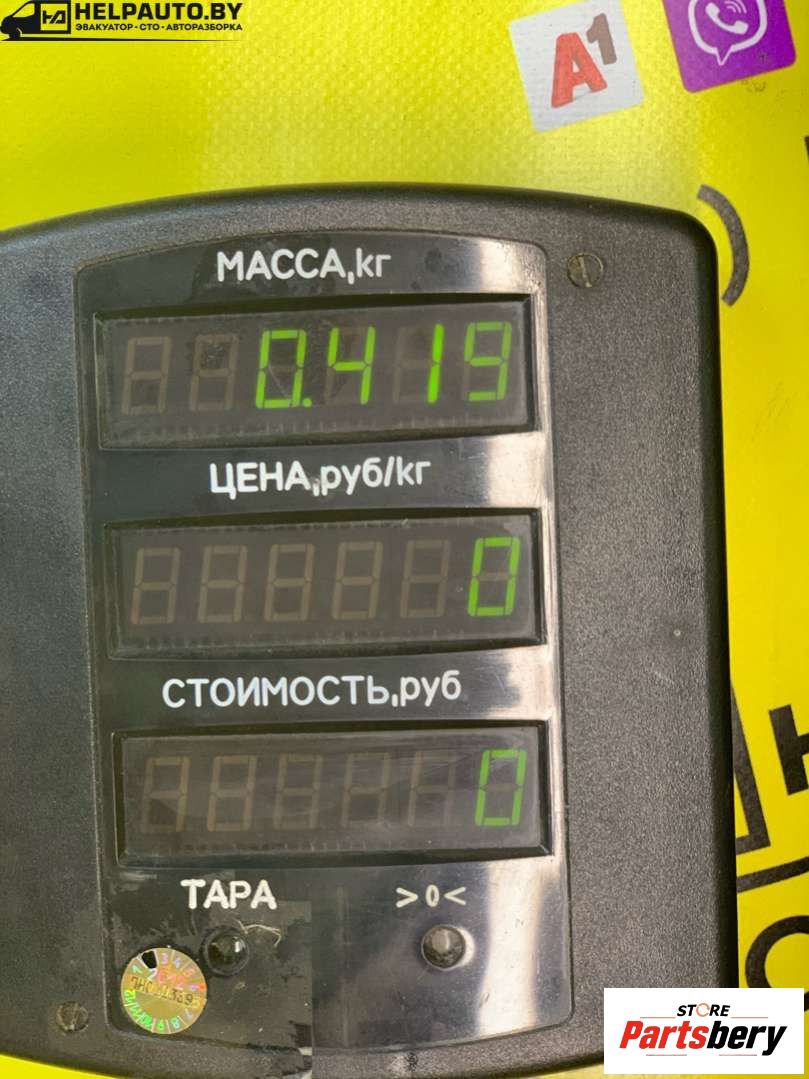 HELPAUTO.BY
ЭВАКУАТОР·СТО·АВТОРАЗБОРКА
A1
МАССА,кг
0.419
ЦЕНА,руб/кг
0
СТОИМОСТЬ,руб
0
ТАРА
>0<
STORE
Partsbery